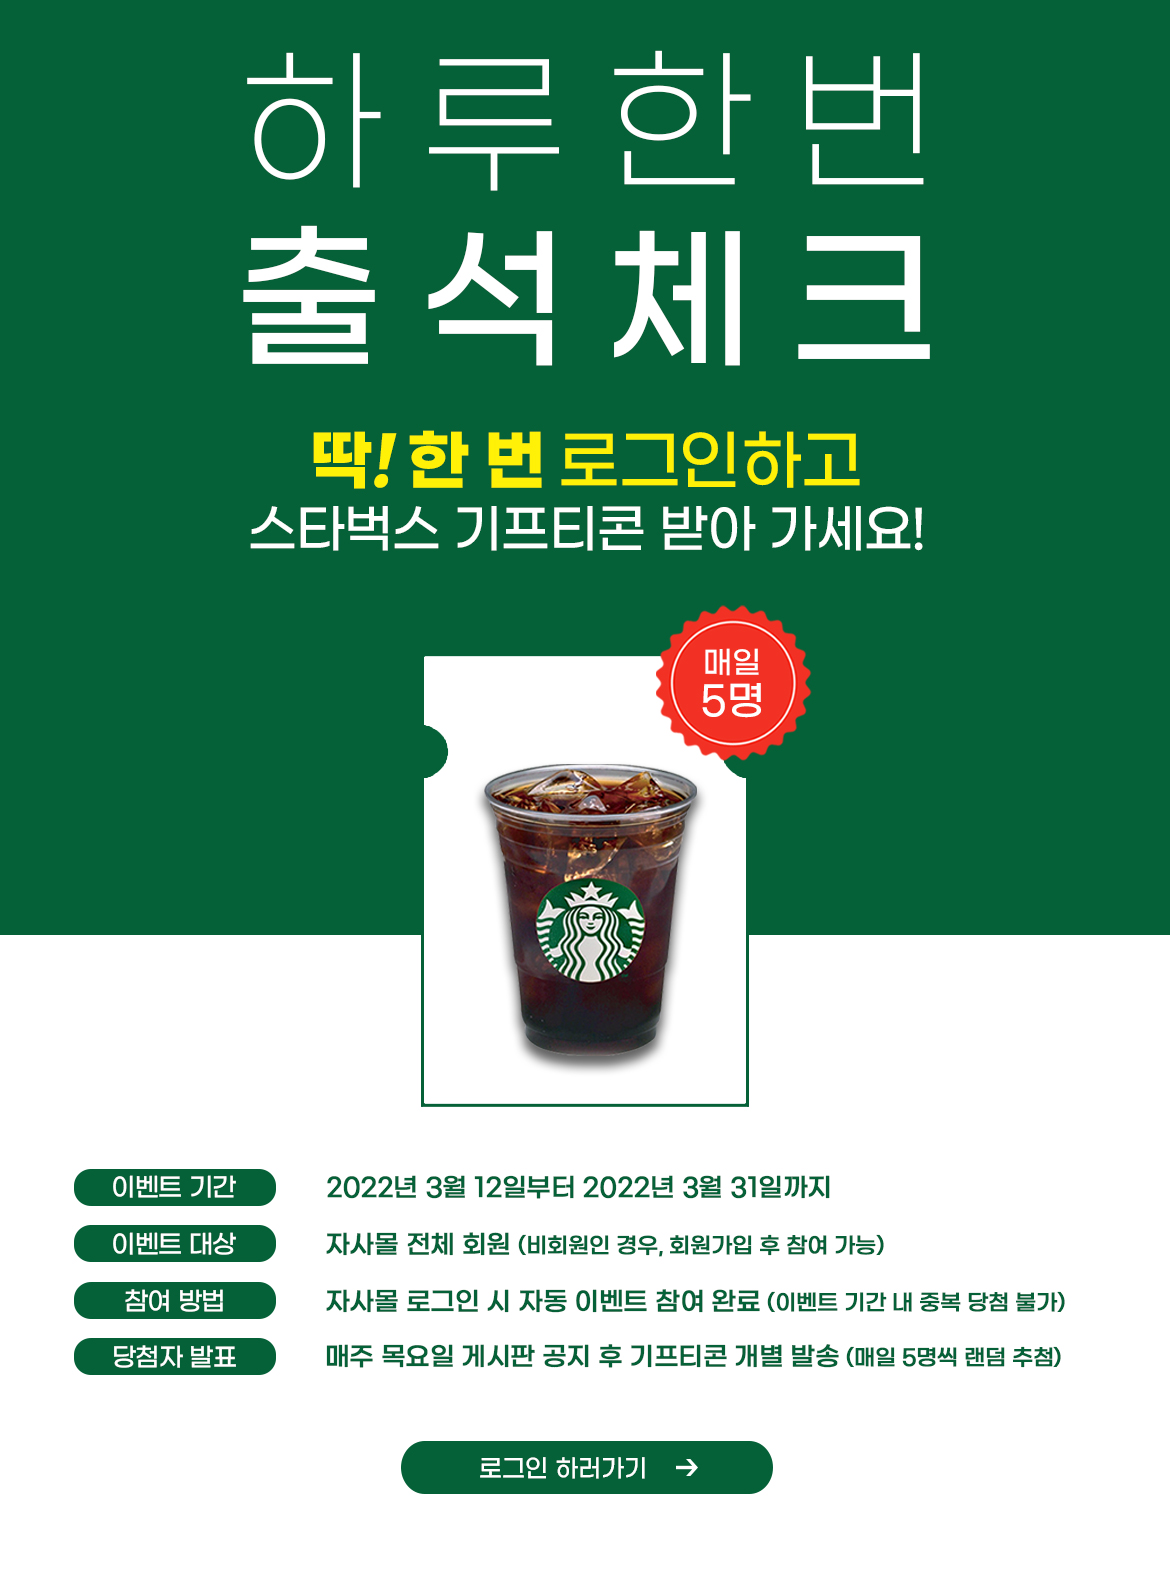 하루한번
출석체크
딱! 한 번 로그인하고
스타벅스 기프티콘 받아 가세요!
매일
5명
이벤트 기간 2022년 3월 12일부터 2022년 3월 31일까지
이벤트 대상 자사몰 전체 회원 (비회원인 경우, 회원가입 후 참여 가능)
참여 방법 자사몰 로그인 시 자동 이벤트 참여 완료 (이벤트 기간 내 중복 당첨 불가)
당첨자 발표 매주 목요일 게시판 공지 후 기프티콘 개별 발송 (매일 5명씩 랜덤 추첨)
로그인 하러가기 →